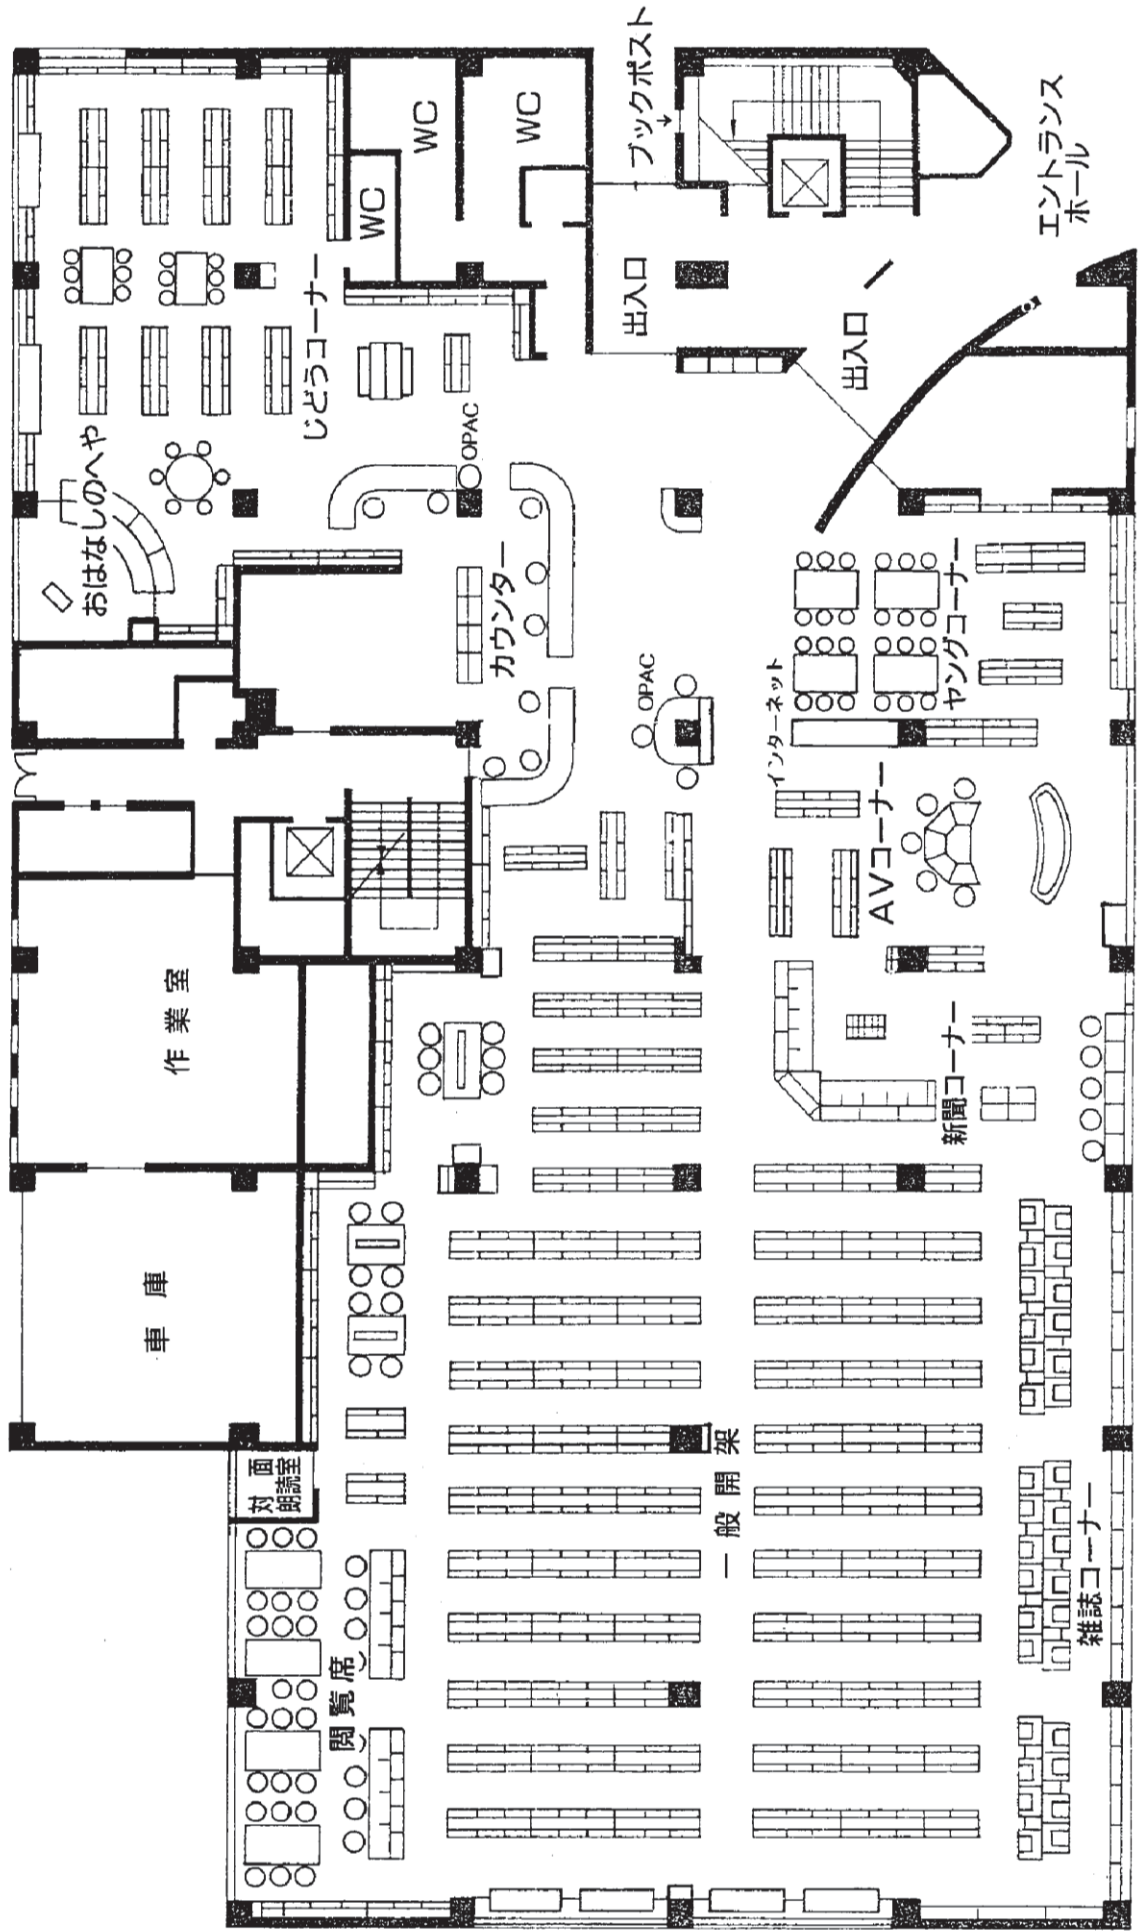 ブックポスト
エントランス
ホール
WC
WC
WC
出入口
出入口
じどうコーナー
おはなしのへや
OPAC
カウンター
OPAC
インターネット
ヤングコーナー
AVコーナー
新聞コーナー
作業室
車庫
対面
朗読室
閲覧席
一般開架
雑誌コーナー